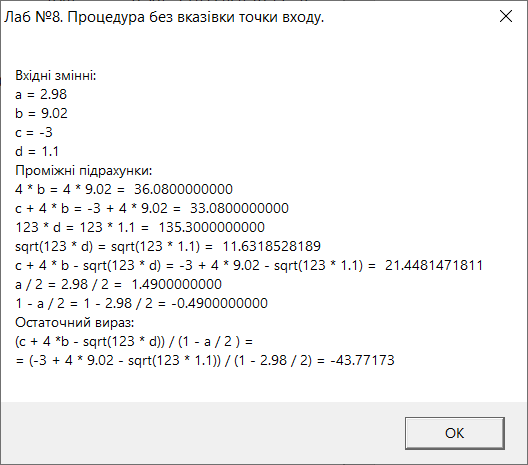 Лаб №8. Процедура без вказівки точки входу.
Вхідні змінні:
a = 2.98
b = 9.02
c = -3
d = 1.1
Проміжні підрахунки:
4 * b = 4 * 9.02 =  36.0800000000
c + 4 * b = -3 + 4 * 9.02 =  33.0800000000
123 * d = 123 * 1.1 =  135.3000000000
sqrt(123 * d) = sqrt(123 * 1.1) =  11.6318528189
c + 4 * b - sqrt(123 * d) = -3 + 4 * 9.02 - sqrt(123 * 1.1) =  21.4481471811
a / 2 = 2.98 / 2 =  1.4900000000
1 - a / 2 = 1 - 2.98 / 2 = -0.4900000000
Остаточний вираз:
(c + 4 *b - sqrt(123 * d)) / (1 - a / 2 ) =
= (-3 + 4 * 9.02 - sqrt(123 * 1.1)) / (1 - 2.98 / 2) = -43.77173
OK